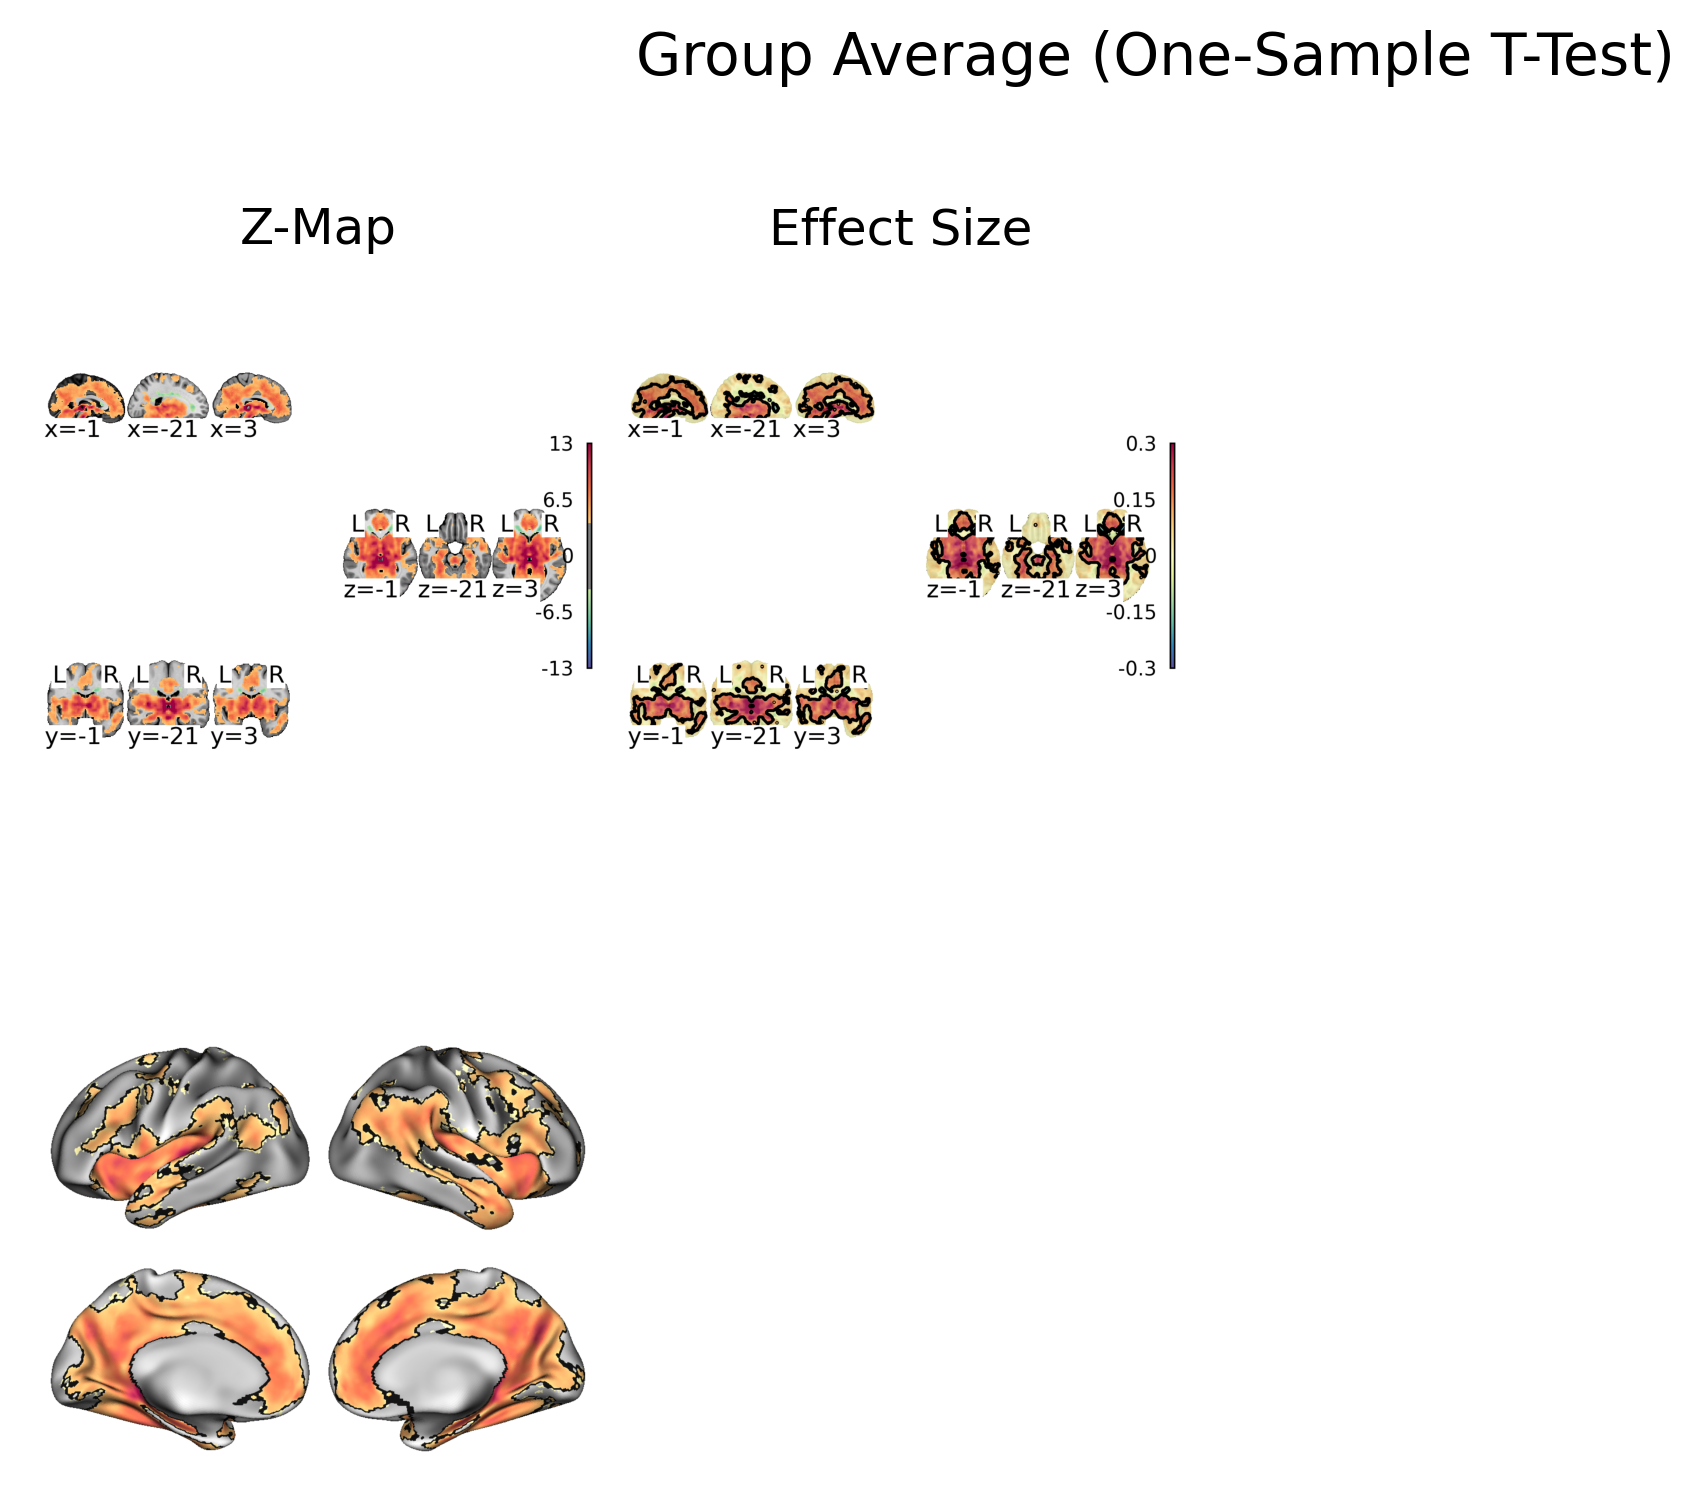 Group Average (One-Sample T-Test)
Z-Map
Effect Size
x=-1 x=-21 x=3
x=-1 x=-21 x=3
13
6.5
0
-6.5
-13
L R L R L R
z=-1 z=-21 z=3
0.3
0.15
0
-0.15
-0.3
L R L R L R
z=-1 z=-21 z=3
L R L R L R
y=-1 y=-21 y=3
L R L R L R
y=-1 y=-21 y=3